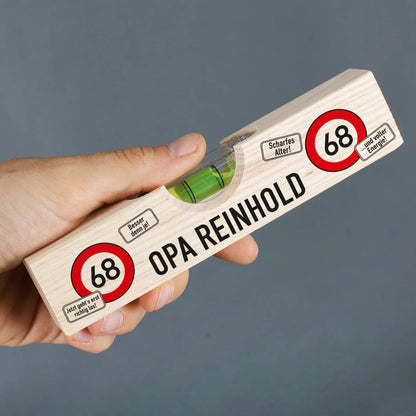 68
Jetzt geht's erst
richtig los!
Besser
denn je!
OPA REINHOLD
Scharfes
Alter!
68
...und voller
Energie!